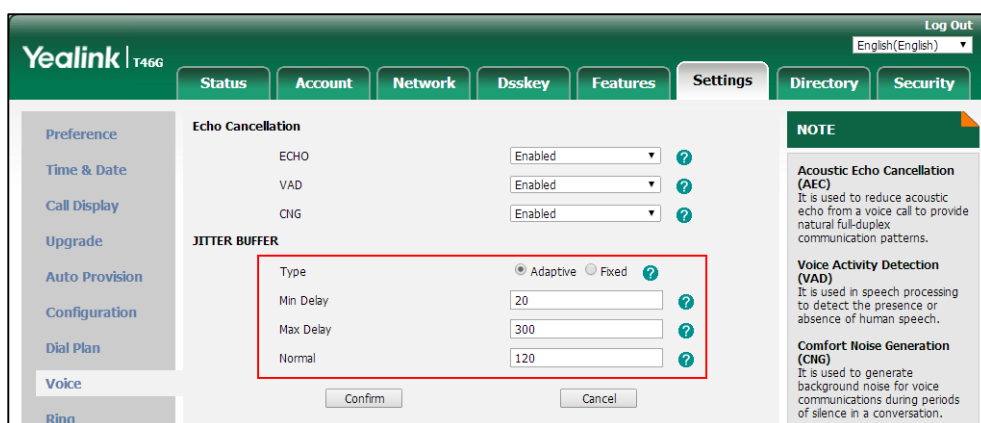 Log Out
Yealink T46G
English(English)
Status Account Network Dsskey Features Settings Directory Security
Preference
Time & Date
Call Display
Upgrade
Auto Provision
Configuration
Dial Plan
Voice
Ring
Echo Cancellation
ECHO Enabled ?
VAD Enabled ?
CNG Enabled ?
JITTER BUFFER
Type Adaptive Fixed ?
Min Delay 20 ?
Max Delay 300 ?
Normal 120 ?
Confirm Cancel
NOTE
Acoustic Echo Cancellation
(AEC)
It is used to reduce acoustic
echo from a voice call to provide
natural full-duplex
communication patterns.
Voice Activity Detection
(VAD)
It is used in speech processing
to detect the presence or
absence of human speech.
Comfort Noise Generation
(CNG)
It is used to generate
background noise for voice
communications during periods
of silence in a conversation.